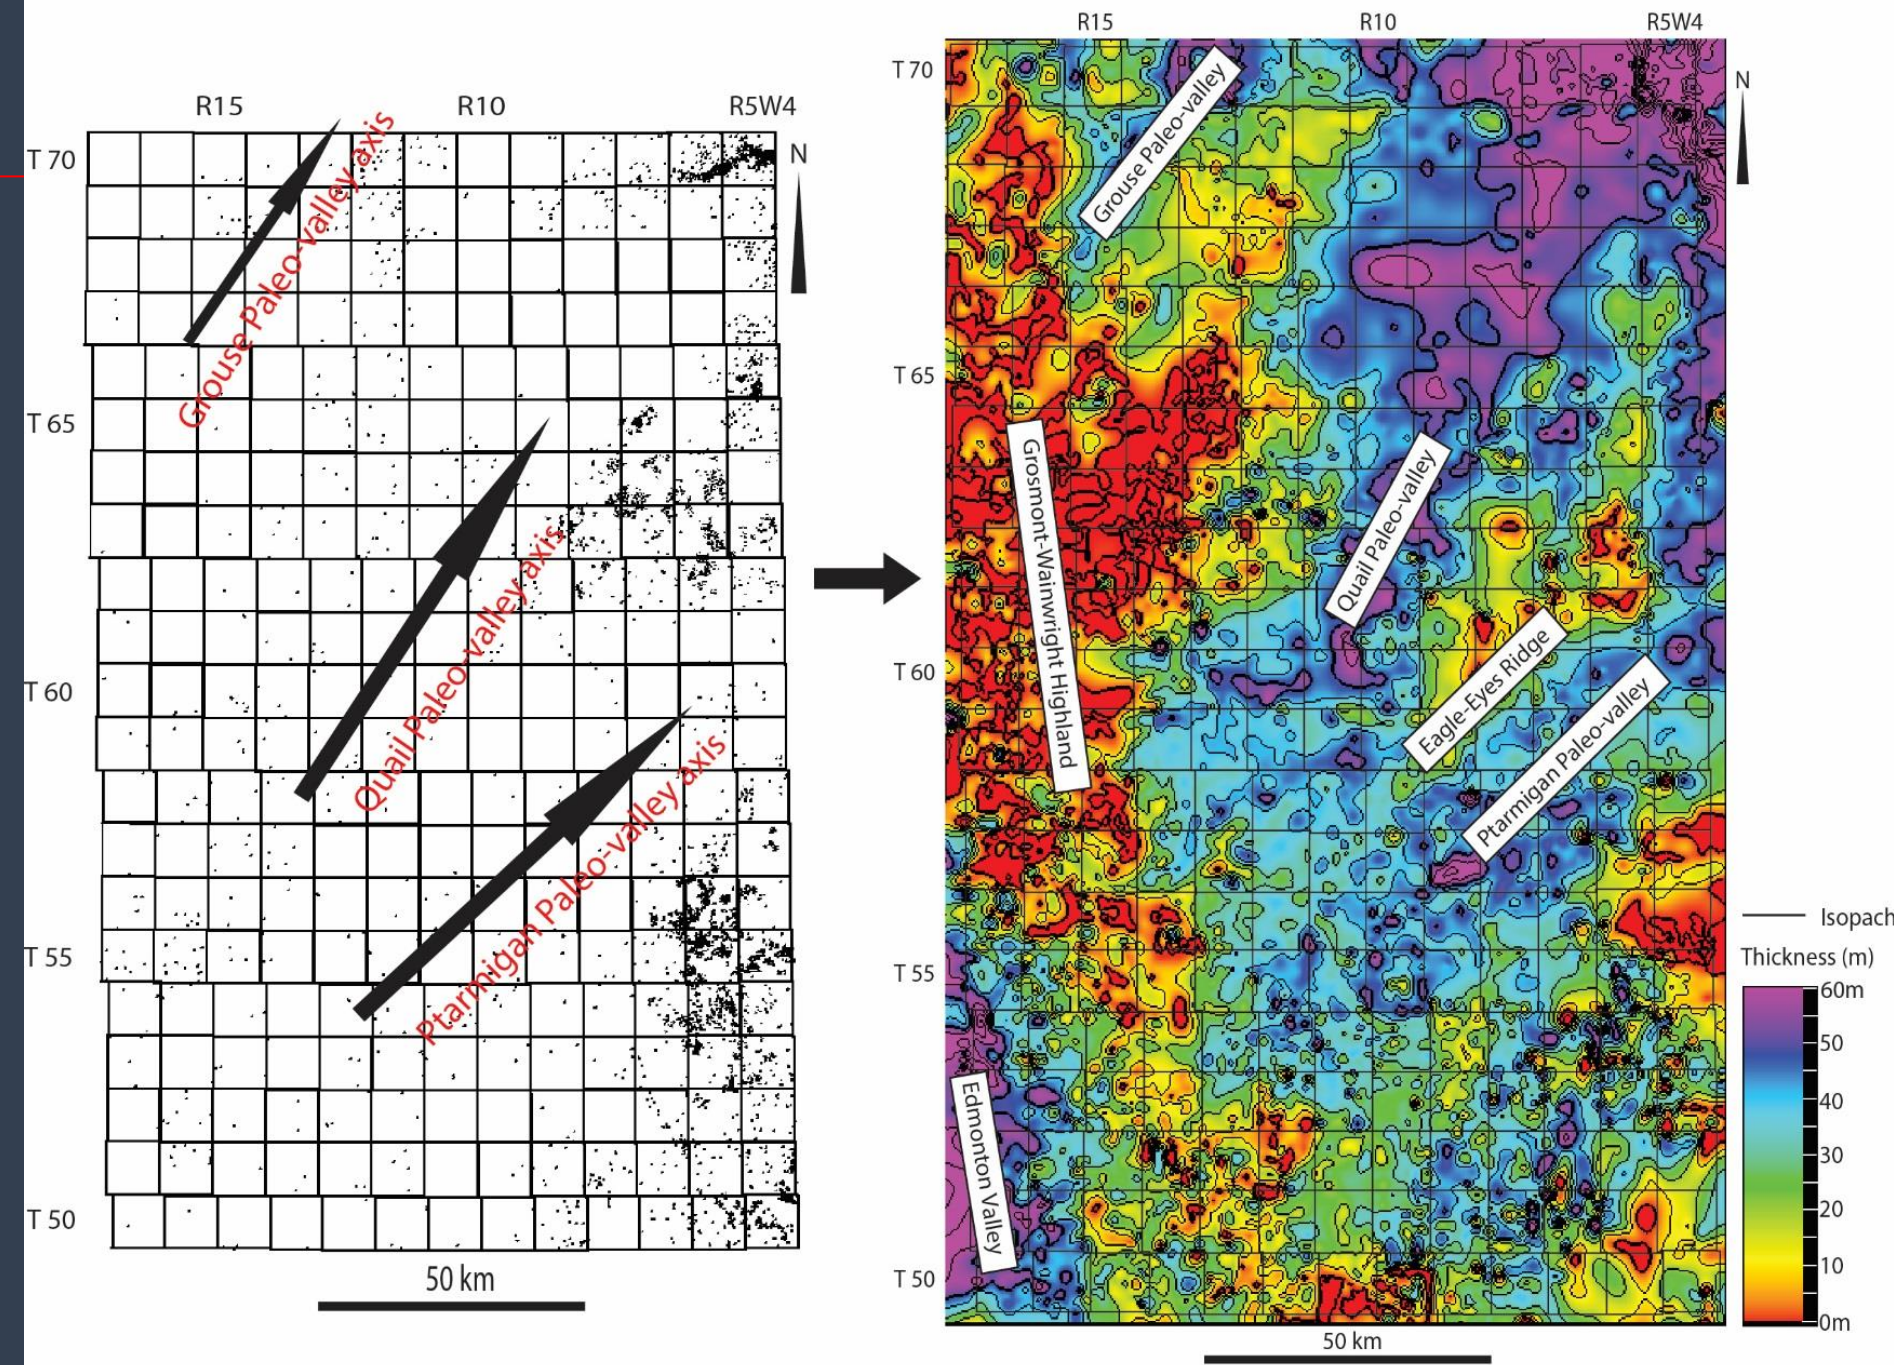 R15
R10
R5W4
T 70
T 65
T 60
T 55
T 50
N
Grouse Paleo-valley axis
Quail Paleo-valley axis
Ptarmigan Paleo-valley axis
50 km
R15
R10
R5W4
T 70
T 65
T 60
T 55
T 50
N
Grouse Paleo-valley
Grosmont-Wainwright Highland
Quail Paleo-valley
Eagle-Eyes Ridge
Ptarmigan Paleo-valley
Edmonton Valley
50 km
Isopach
Thickness (m)
60m
50
40
30
20
10
0m